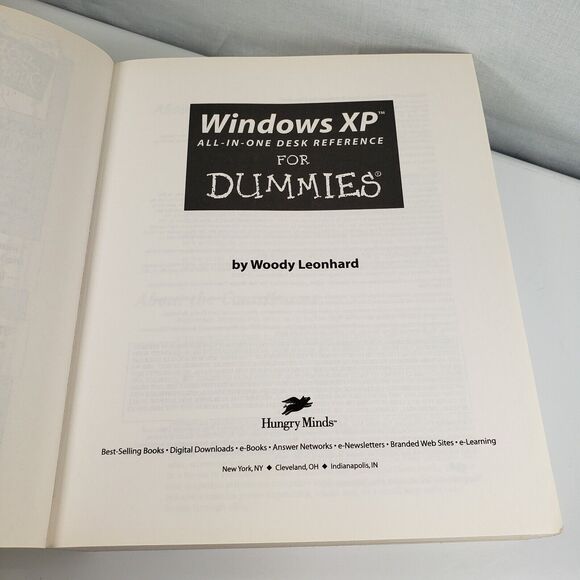 Windows XP™
ALL-IN-ONE DESK REFERENCE
FOR
DUMMIES®
by Woody Leonhard
Hungry Minds™
Best-Selling Books • Digital Downloads • e-Books • Answer Networks • e-Newsletters • Branded Web Sites • e-Learning
New York, NY ◆ Cleveland, OH ◆ Indianapolis, IN